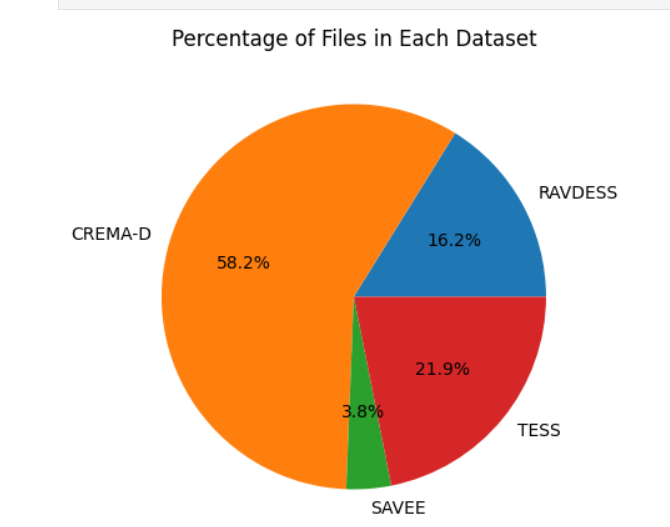 Percentage of Files in Each Dataset
RAVDESS
CREMA-D
16.2%
58.2%
21.9%
3.8%
TESS
SAVEE